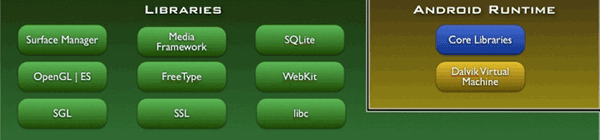 LIBRARIES
ANDROID RUNTIME
Surface Manager
Media
Framework
SQLite
Core Libraries
OpenGL | ES
FreeType
WebKit
Dalvik Virtual
Machine
SGL
SSL
libc